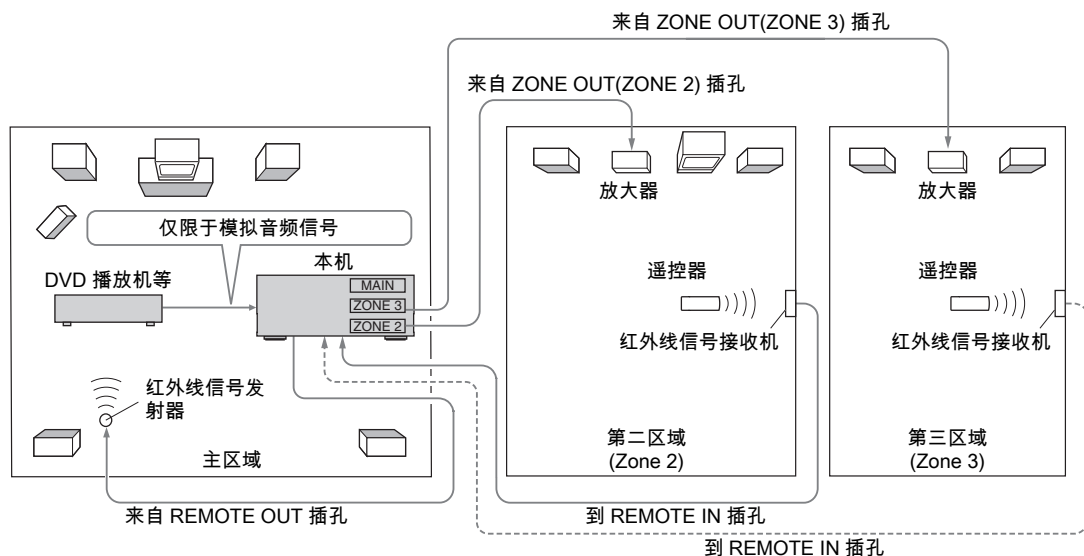 来自 ZONE OUT(ZONE 3) 插孔
来自 ZONE OUT(ZONE 2) 插孔
仅限于模拟音频信号
DVD 播放机等
本机
MAIN
ZONE 3
ZONE 2
红外线信号发
射器
主区域
来自 REMOTE OUT 插孔
放大器
遥控器
红外线信号接收机
第二区域
(Zone 2)
到 REMOTE IN 插孔
放大器
遥控器
红外线信号接收机
第三区域
(Zone 3)
到 REMOTE IN 插孔